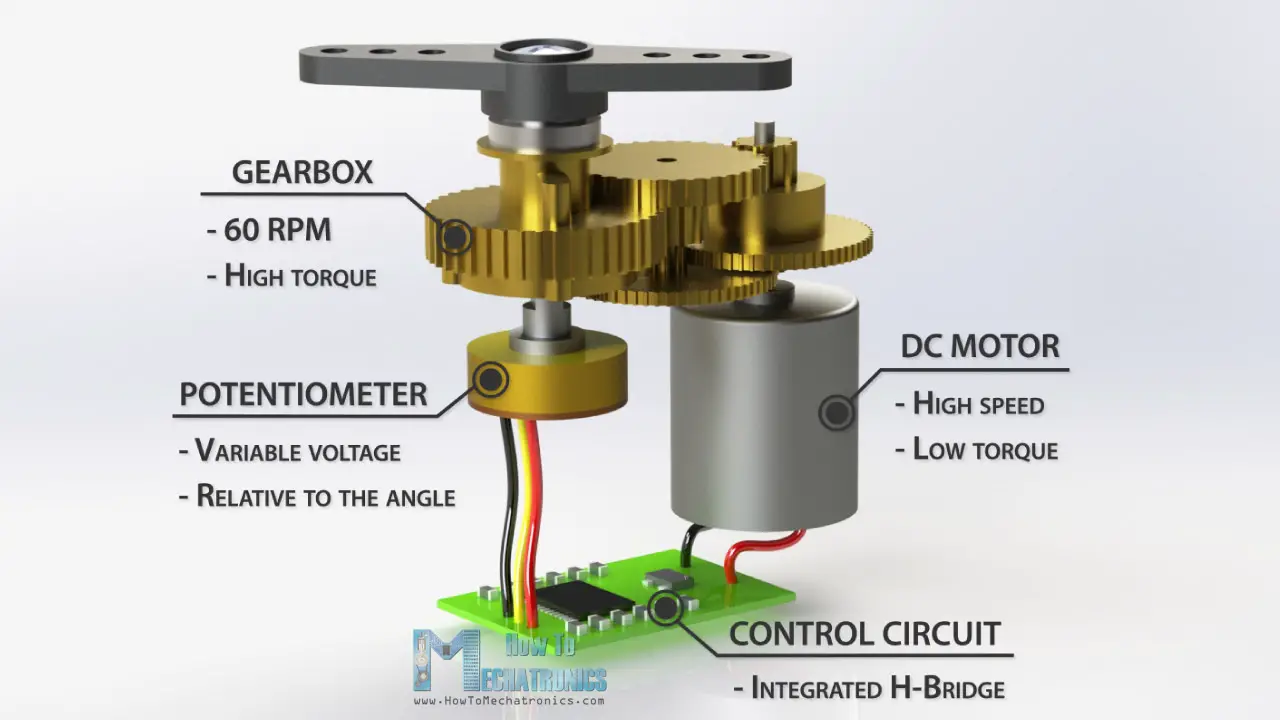 GEARBOX
- 60 RPM
- HIGH TORQUE
POTENTIOMETER
- VARIABLE VOLTAGE
- RELATIVE TO THE ANGLE
DC MOTOR
- HIGH SPEED
- LOW TORQUE
CONTROL CIRCUIT
- INTEGRATED H-BRIDGE
HOW TO
MECHATRONICS
www.HowToMechatronics.com